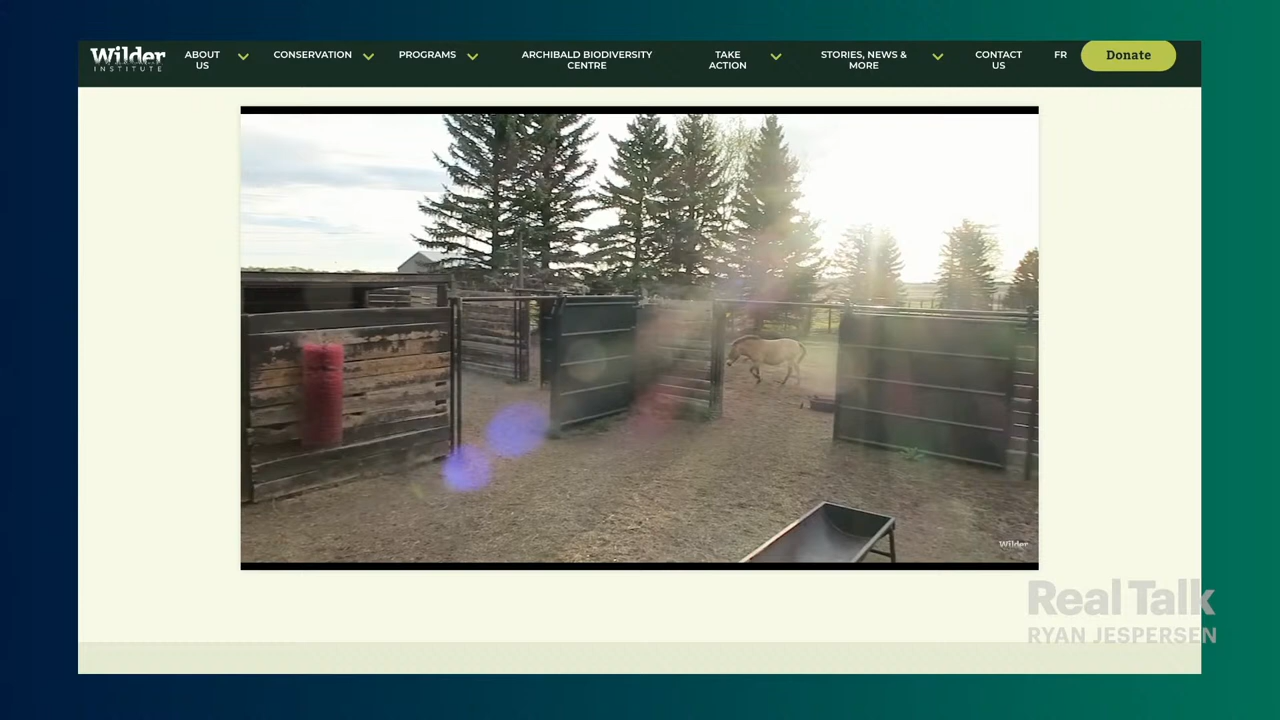 Wilder
INSTITUTE
ABOUT
US
CONSERVATION
PROGRAMS
ARCHIBALD BIODIVERSITY
CENTRE
TAKE
ACTION
STORIES, NEWS &
MORE
CONTACT
US
FR
Donate
Wilder
Real Talk
RYAN JESPERSEN